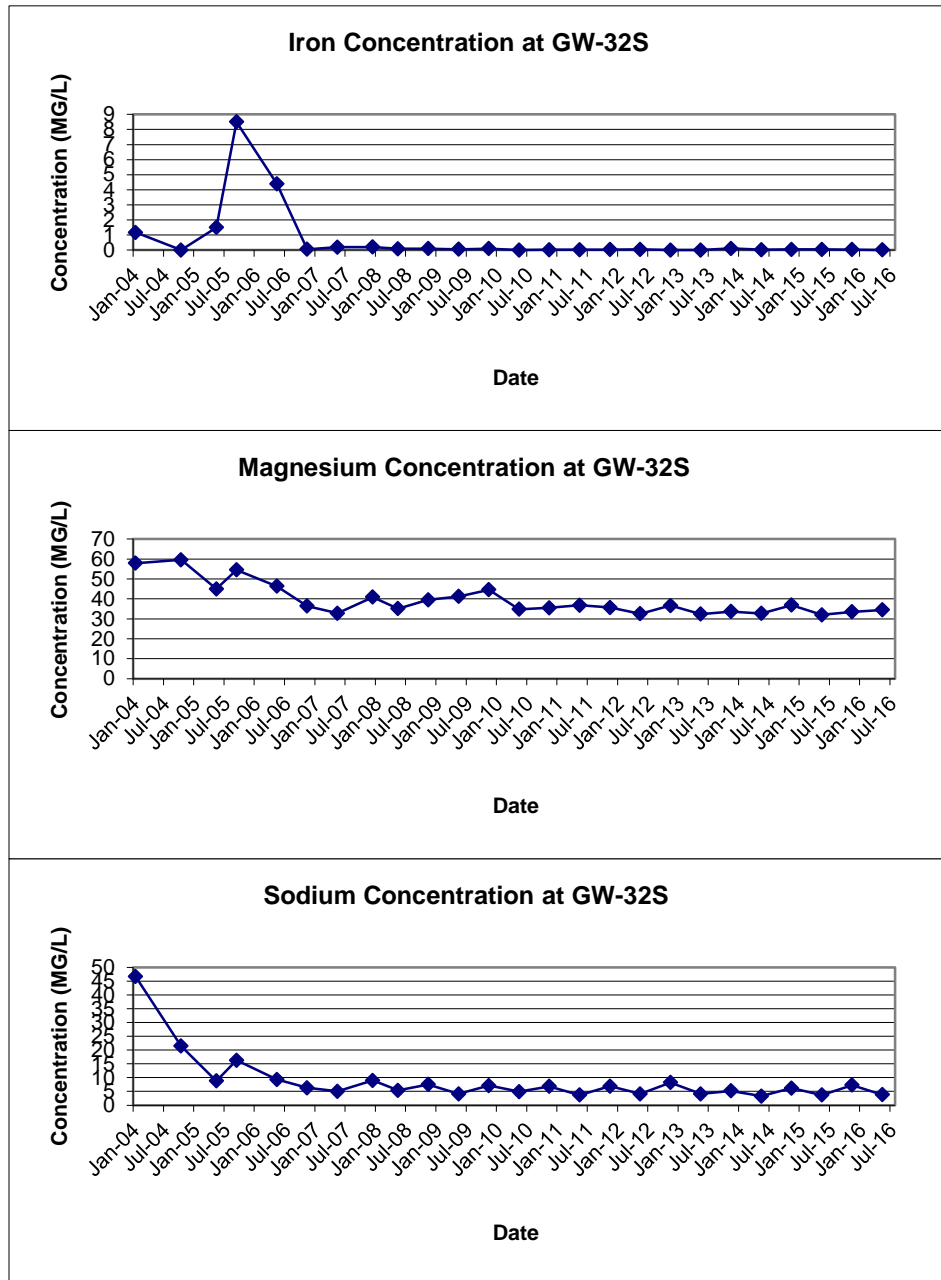 Iron Concentration at GW-32S
Concentration (MG/L)
9
8
7
6
5
4
3
2
1
0
Jan-04
Jul-04
Jan-05
Jul-05
Jan-06
Jul-06
Jan-07
Jul-07
Jan-08
Jul-08
Jan-09
Jul-09
Jan-10
Jul-10
Jan-11
Jul-11
Jan-12
Jul-12
Jan-13
Jul-13
Jan-14
Jul-14
Jan-15
Jul-15
Jan-16
Jul-16
Date
Magnesium Concentration at GW-32S
Concentration (MG/L)
70
60
50
40
30
20
10
0
Jan-04
Jul-04
Jan-05
Jul-05
Jan-06
Jul-06
Jan-07
Jul-07
Jan-08
Jul-08
Jan-09
Jul-09
Jan-10
Jul-10
Jan-11
Jul-11
Jan-12
Jul-12
Jan-13
Jul-13
Jan-14
Jul-14
Jan-15
Jul-15
Jan-16
Jul-16
Date
Sodium Concentration at GW-32S
Concentration (MG/L)
50
45
40
35
30
25
20
15
10
5
0
Jan-04
Jul-04
Jan-05
Jul-05
Jan-06
Jul-06
Jan-07
Jul-07
Jan-08
Jul-08
Jan-09
Jul-09
Jan-10
Jul-10
Jan-11
Jul-11
Jan-12
Jul-12
Jan-13
Jul-13
Jan-14
Jul-14
Jan-15
Jul-15
Jan-16
Jul-16
Date